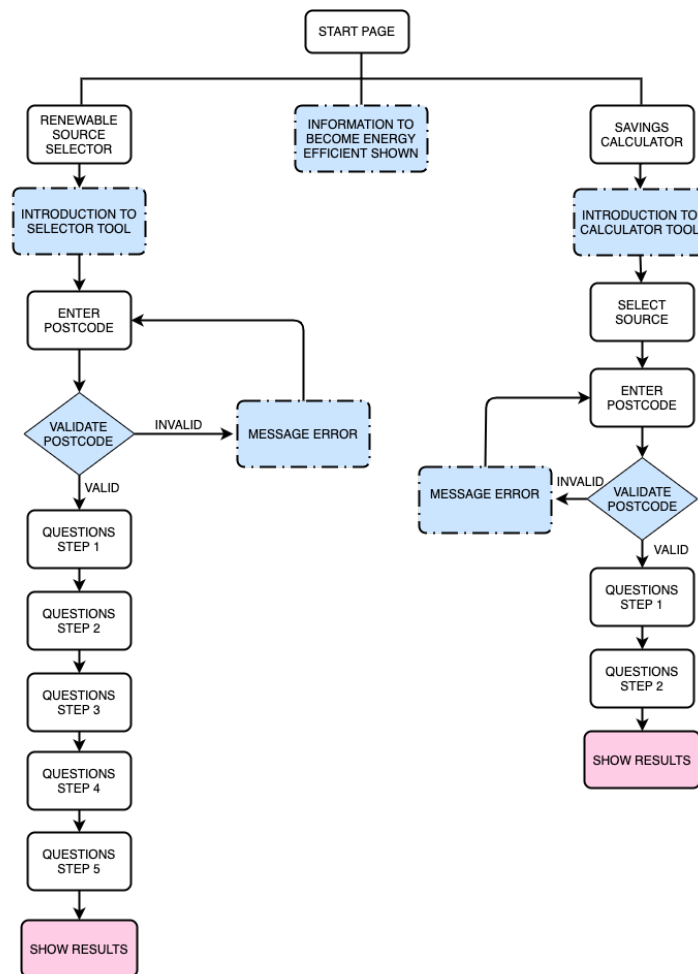 START PAGE
RENEWABLE
SOURCE
SELECTOR
INFORMATION TO
BECOME ENERGY
EFFICIENT SHOWN
SAVINGS
CALCULATOR
INTRODUCTION TO
SELECTOR TOOL
INTRODUCTION TO
CALCULATOR TOOL
ENTER
POSTCODE
SELECT
SOURCE
VALIDATE
POSTCODE
INVALID
MESSAGE ERROR
VALID
ENTER
POSTCODE
MESSAGE ERROR
INVALID
VALIDATE
POSTCODE
VALID
QUESTIONS
STEP 1
QUESTIONS
STEP 2
QUESTIONS
STEP 3
QUESTIONS
STEP 4
QUESTIONS
STEP 5
SHOW RESULTS
QUESTIONS
STEP 1
QUESTIONS
STEP 2
SHOW RESULTS